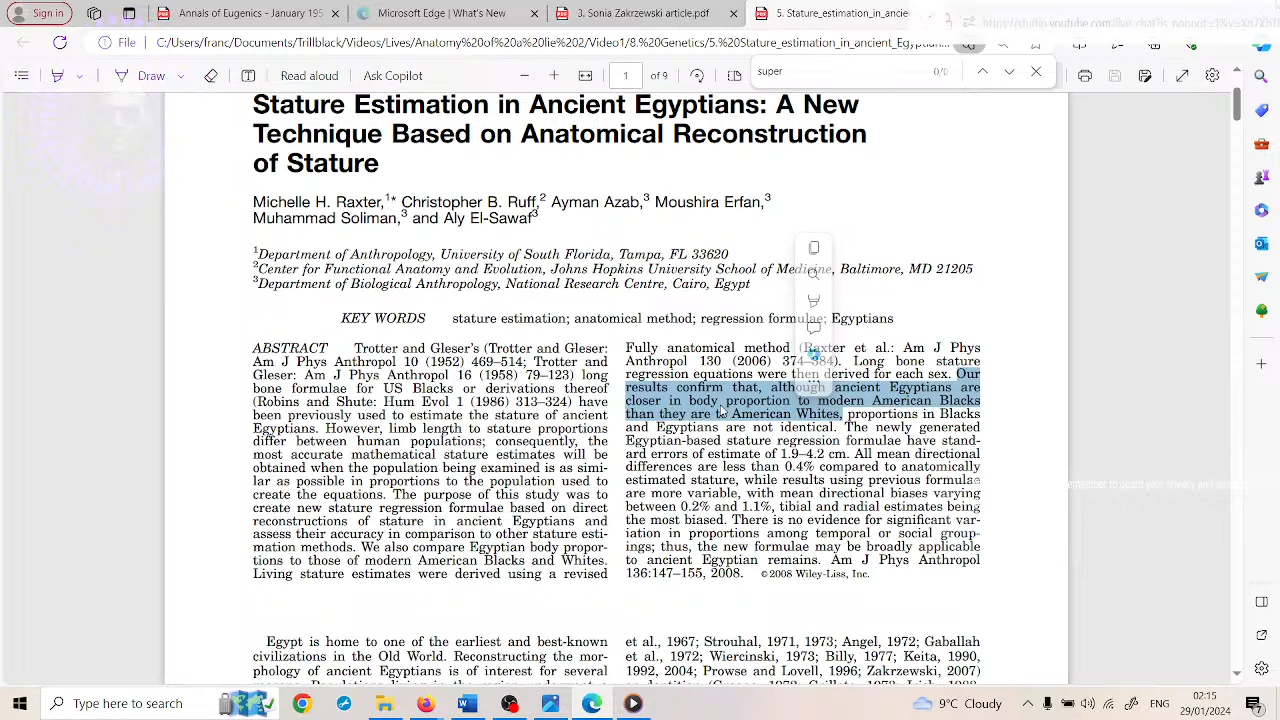 Sign in
Annals of Eugenics - January 195
Microsoft Edge | What's New
3. Sonia Zakrzewski article.pdf
5. Stature_estimation_in_ancien
File
C:/Users/franc/Documents/Trillback/Videos/Lives/Anatomy%20of%20a%20lie%202/Video1/8.%20Genetics/5.%20Stature_estimation_in_ancient_Egyptian...
Draw
Read aloud
Ask Copilot
1
of 9
super
0/0
Stature Estimation in Ancient Egyptians: A New
Technique Based on Anatomical Reconstruction
of Stature
Michelle H. Raxter,1* Christopher B. Ruff,2 Ayman Azab,3 Moushira Erfan,3
Muhammad Soliman,3 and Aly El-Sawaf3
1Department of Anthropology, University of South Florida, Tampa, FL 33620
2Center for Functional Anatomy and Evolution, Johns Hopkins University School of Medicine, Baltimore, MD 21205
3Department of Biological Anthropology, National Research Centre, Cairo, Egypt
KEY WORDS stature estimation; anatomical method; regression formulae; Egyptians
ABSTRACT Trotter and Gleser's (Trotter and Gleser:
Am J Phys Anthropol 10 (1952) 469–514; Trotter and
Gleser: Am J Phys Anthropol 16 (1958) 79–123) long
bone formulae for US Blacks or derivations thereof
(Robins and Shute: Hum Evol 1 (1986) 313–324) have
been previously used to estimate the stature of ancient
Egyptians. However, limb length to stature proportions
differ between human populations; consequently, the
most accurate mathematical stature estimates will be
obtained when the population being examined is as simi-
lar as possible in proportions to the population used to
create the equations. The purpose of this study was to
create new stature regression formulae based on direct
reconstructions of stature in ancient Egyptians and
assess their accuracy in comparison to other stature esti-
mation methods. We also compare Egyptian body propor-
tions to those of modern American Blacks and Whites.
Living stature estimates were derived using a revised
Fully anatomical method (Raxter et al.: Am J Phys
Anthropol 130 (2006) 374–384). Long bone stature
regression equations were then derived for each sex. Our
results confirm that, although ancient Egyptians are
closer in body proportion to modern American Blacks
than they are to American Whites, proportions in Blacks
and Egyptians are not identical. The newly generated
Egyptian-based stature regression formulae have stand-
ard errors of estimate of 1.9–4.2 cm. All mean directional
differences are less than 0.4% compared to anatomically
estimated stature, while results using previous formulae
are more variable, with mean directional biases varying
between 0.2% and 1.1%, tibial and radial estimates being
the most biased. There is no evidence for significant var-
iation in proportions among temporal or social group-
ings; thus, the new formulae may be broadly applicable
to ancient Egyptian remains. Am J Phys Anthropol
136:147–155, 2008. ©2008 Wiley-Liss, Inc.
Egypt is home to one of the earliest and best-known
civilizations in the Old World. Reconstructing the mor-
phology of ancient Egyptians is of interest for several
et al., 1967; Strouhal, 1971, 1973; Angel, 1972; Gaballah
et al., 1972; Wiercinski, 1973; Billy, 1977; Keita, 1990,
1992, 2004; Prowse and Lovell, 1996; Zakrzewski, 2007)
Type here to search
9°C Cloudy
02:15
29/01/2024